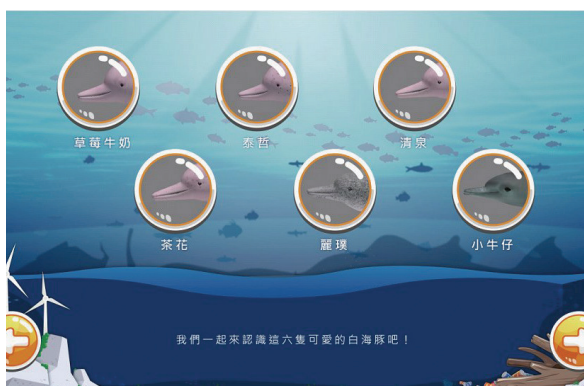 草莓牛奶
泰哲
清泉
茶花
麗璞
小牛仔
我們一起來認識這六隻可愛的白海豚吧！